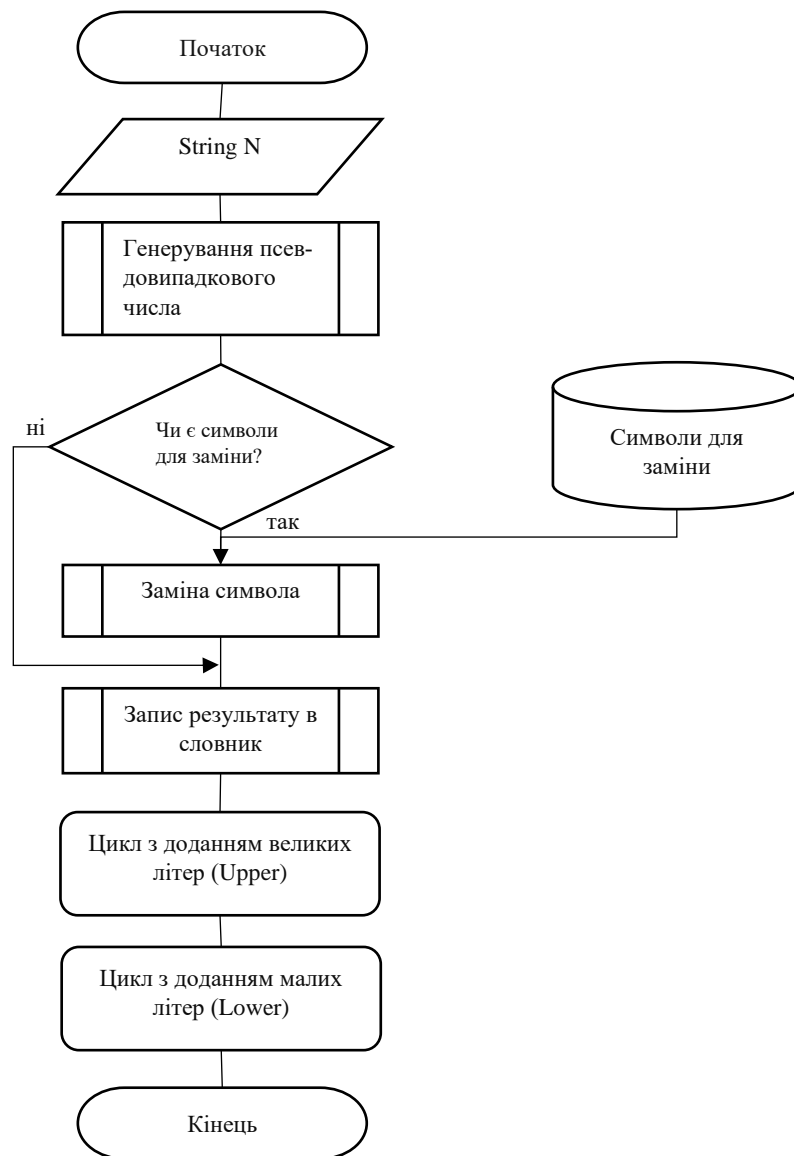 Початок
String N
Генерування псев-
довипадкового
числа
ні
Чи є символи
для заміни?
Символи для
заміни
так
Заміна символа
Запис результату в
словник
Цикл з доданням великих
літер (Upper)
Цикл з доданням малих
літер (Lower)
Кінець